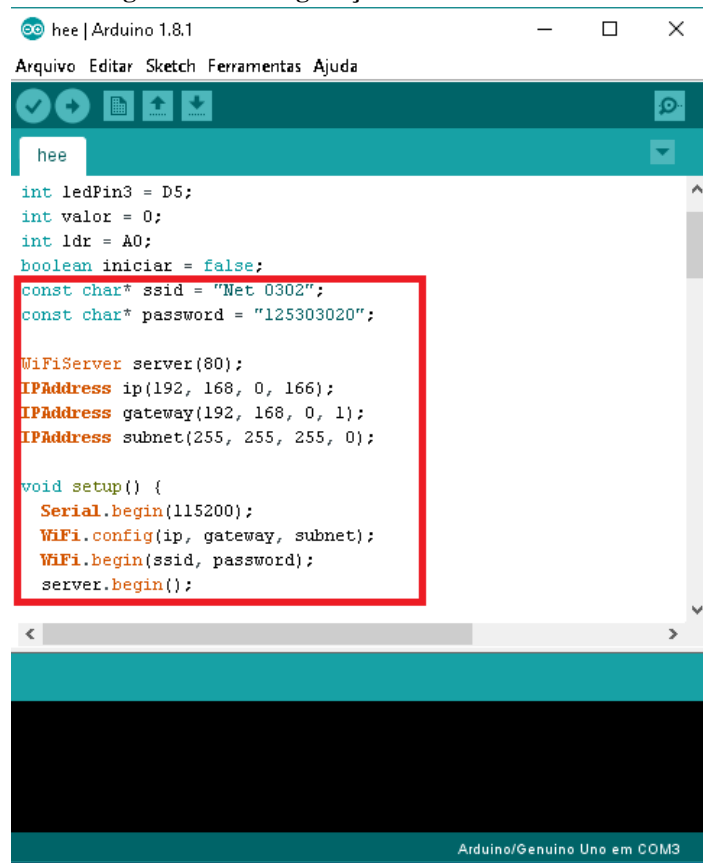 hee | Arduino 1.8.1
Arquivo Editar Sketch Ferramentas Ajuda
hee
int ledPin3 = D5;
int valor = 0;
int ldr = A0;
boolean iniciar = false;
const char* ssid = "Net 0302";
const char* password = "125303020";
WiFiServer server(80);
IPAddress ip(192, 168, 0, 166);
IPAddress gateway(192, 168, 0, 1);
IPAddress subnet(255, 255, 255, 0);
void setup() {
Serial.begin(115200);
WiFi.config(ip, gateway, subnet);
WiFi.begin(ssid, password);
server.begin();
Arduino/Genuino Uno em COM3